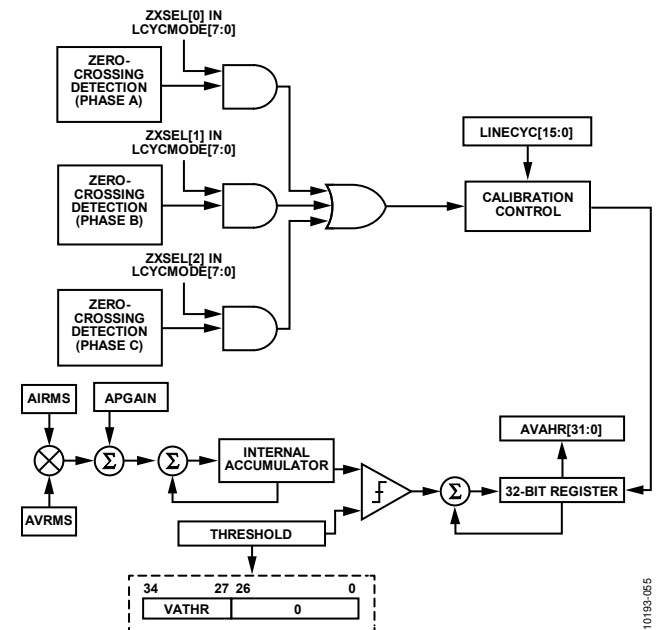 ZXSEL[0] IN
LCYCMODE[7:0]
ZERO-
CROSSING
DETECTION
(PHASE A)
ZXSEL[1] IN
LCYCMODE[7:0]
ZERO-
CROSSING
DETECTION
(PHASE B)
ZXSEL[2] IN
LCYCMODE[7:0]
ZERO-
CROSSING
DETECTION
(PHASE C)
LINECYC[15:0]
CALIBRATION
CONTROL
AIRMS
APGAIN
AVRMS
Σ
Σ
INTERNAL
ACCUMULATOR
THRESHOLD
Σ
AVAHR[31:0]
32-BIT REGISTER
34 27 26 0
VATHR 0
10193-055